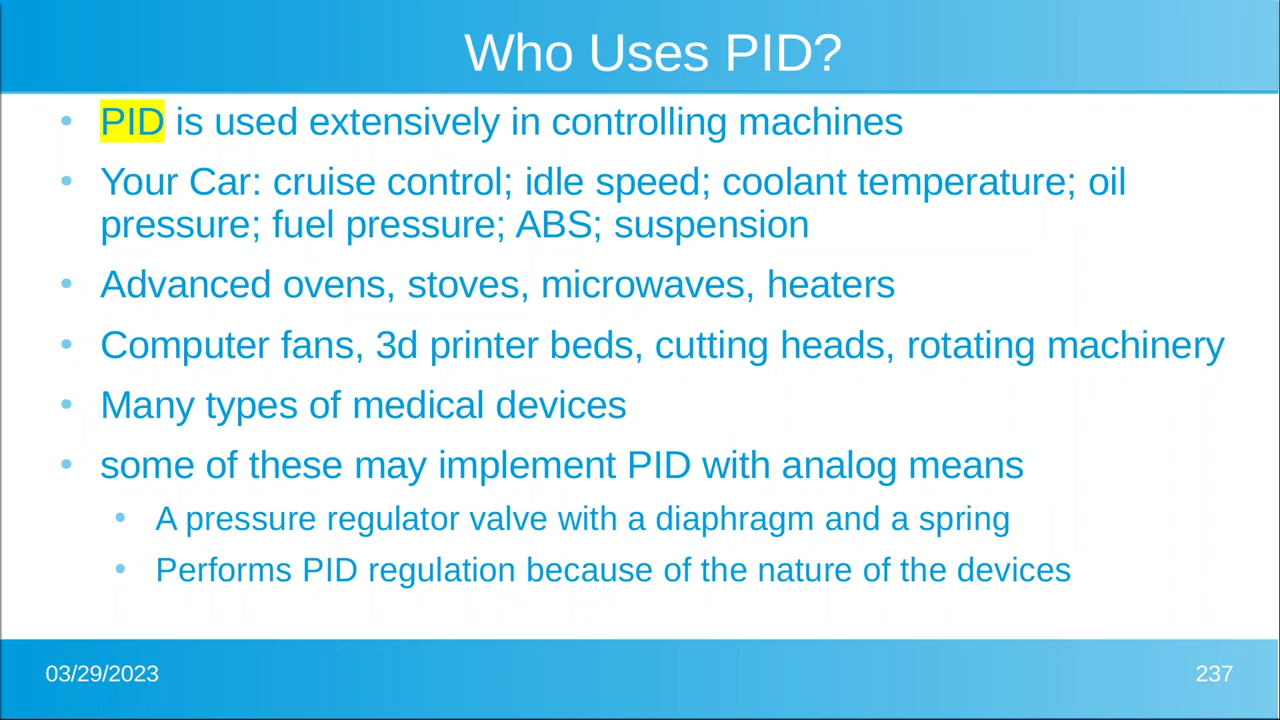 Who Uses PID?
• PID is used extensively in controlling machines
• Your Car: cruise control; idle speed; coolant temperature; oil
pressure; fuel pressure; ABS; suspension
• Advanced ovens, stoves, microwaves, heaters
• Computer fans, 3d printer beds, cutting heads, rotating machinery
• Many types of medical devices
• some of these may implement PID with analog means
• A pressure regulator valve with a diaphragm and a spring
• Performs PID regulation because of the nature of the devices
03/29/2023
237